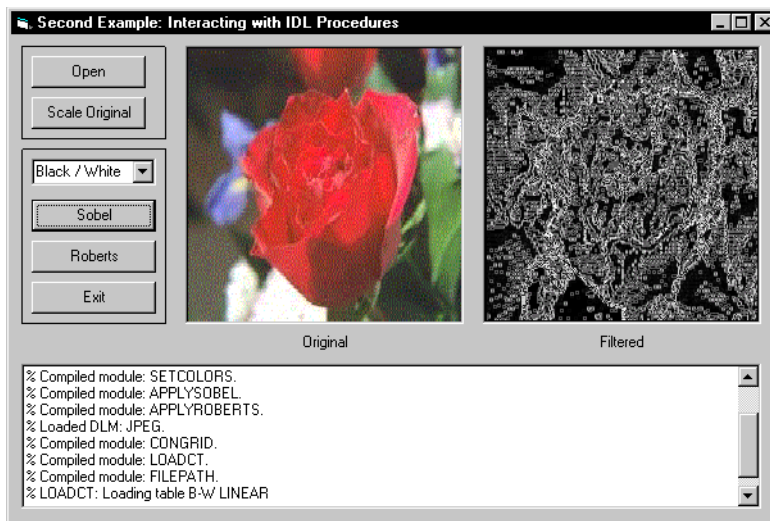 Second Example: Interacting with IDL Procedures
Open
Scale Original
Black / White
Sobel
Roberts
Exit
Original
Filtered
% Compiled module: SETCOLORS.
% Compiled module: APPLYSOBEL.
% Compiled module: APPLYROBERTS.
% Loaded DLM: JPEG.
% Compiled module: CONGRID.
% Compiled module: LOADCT.
% Compiled module: FILEPATH.
% LOADCT: Loading table B-W LINEAR